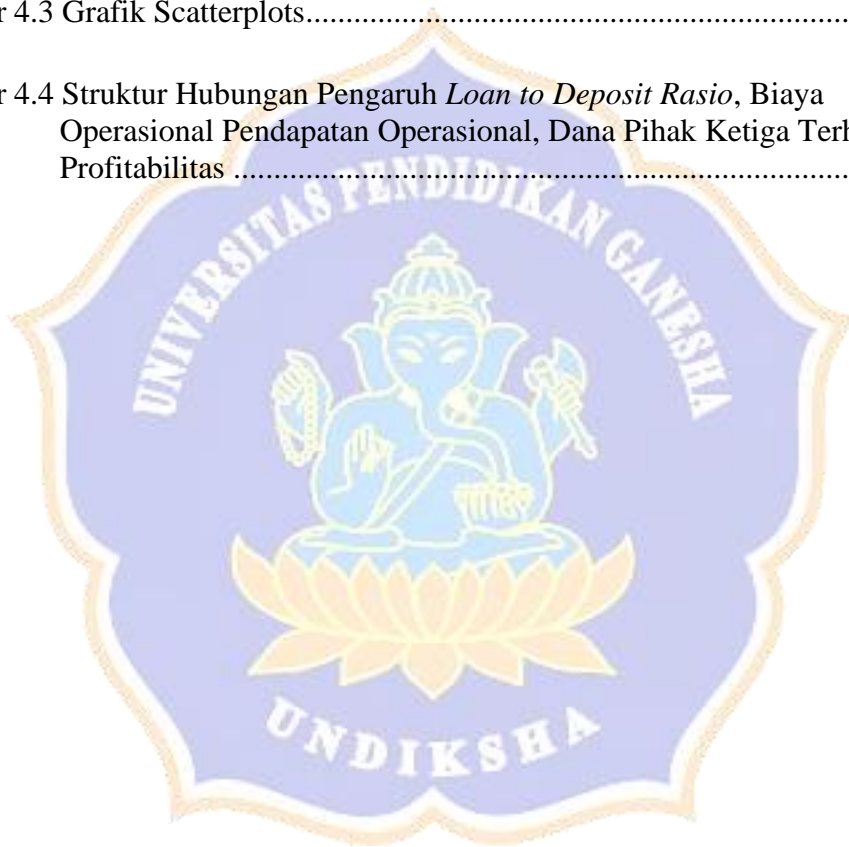 r 4.3 Grafik Scatterplots......................................................................
r 4.4 Struktur Hubungan Pengaruh Loan to Deposit Rasio, Biaya
Operasional Pendapatan Operasional, Dana Pihak Ketiga Terh
Profitabilitas ...............................................................................
UNIVERSITAS PENDIDIKAN GANESHA
UNDIKSHA